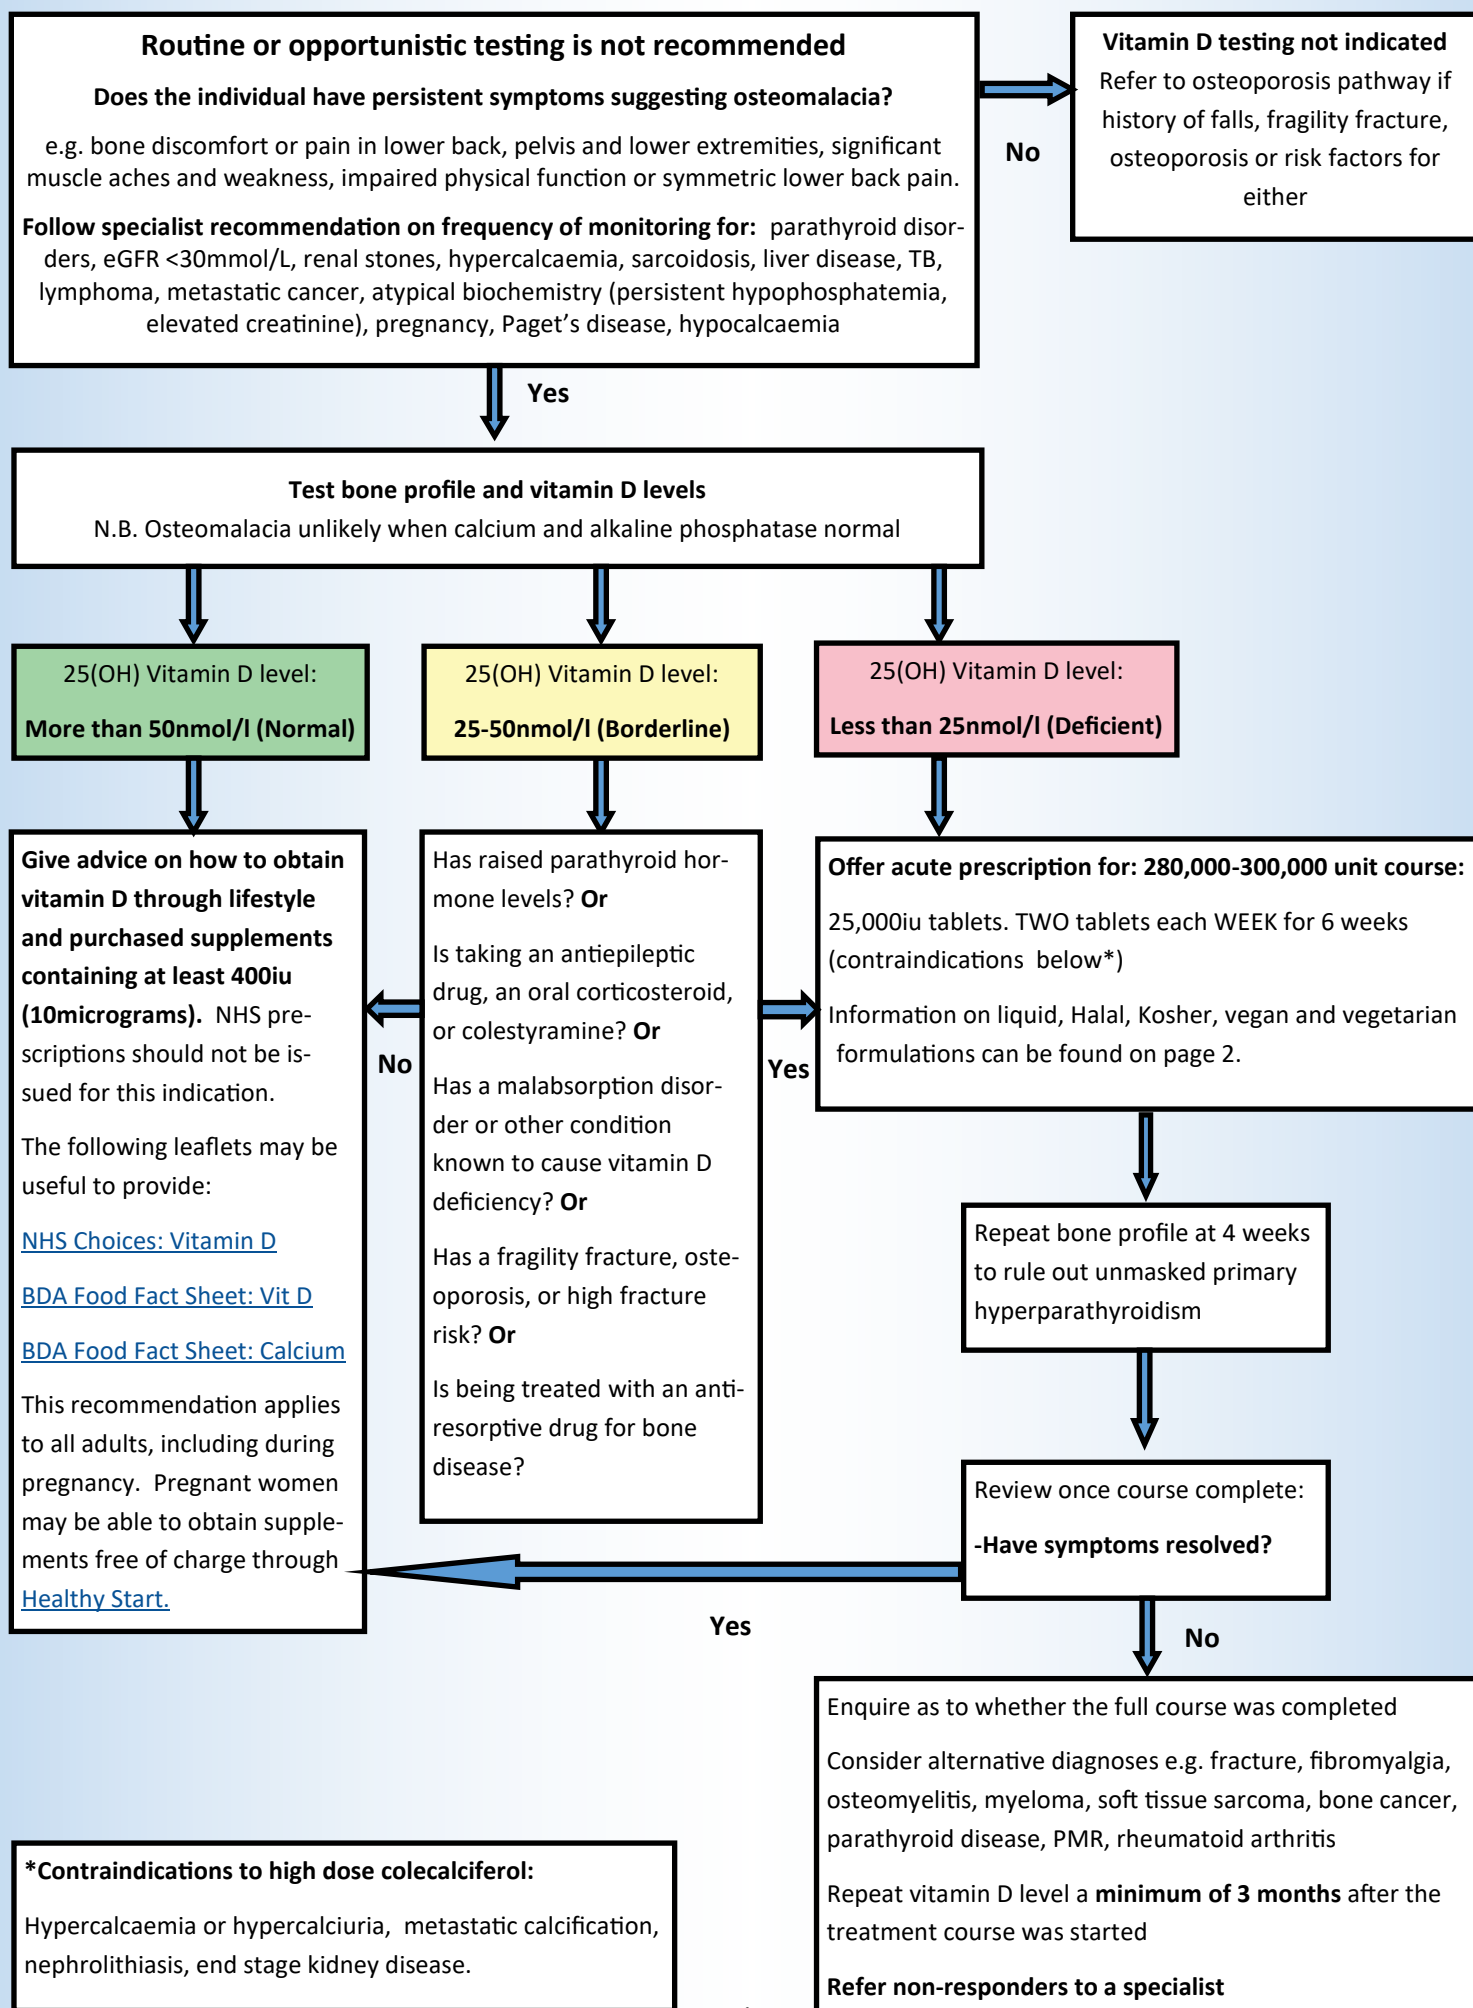 Routine or opportunistic testing is not recommended
Does the individual have persistent symptoms suggesting osteomalacia?
e.g. bone discomfort or pain in lower back, pelvis and lower extremities, significant
muscle aches and weakness, impaired physical function or symmetric lower back pain.
Follow specialist recommendation on frequency of monitoring for: parathyroid disor-
ders, eGFR <30mmol/L, renal stones, hypercalcaemia, sarcoidosis, liver disease, TB,
lymphoma, metastatic cancer, atypical biochemistry (persistent hypophosphatemia,
elevated creatinine), pregnancy, Paget's disease, hypocalcaemia
No
Vitamin D testing not indicated
Refer to osteoporosis pathway if
history of falls, fragility fracture,
osteoporosis or risk factors for
either
Yes
Test bone profile and vitamin D levels
N.B. Osteomalacia unlikely when calcium and alkaline phosphatase normal
25(OH) Vitamin D level:
More than 50nmol/l (Normal)
25(OH) Vitamin D level:
25-50nmol/l (Borderline)
25(OH) Vitamin D level:
Less than 25nmol/l (Deficient)
Give advice on how to obtain
vitamin D through lifestyle
and purchased supplements
containing at least 400iu
(10micrograms). NHS pre-
scriptions should not be is-
sued for this indication.
The following leaflets may be
useful to provide:
NHS Choices: Vitamin D
BDA Food Fact Sheet: Vit D
BDA Food Fact Sheet: Calcium
This recommendation applies
to all adults, including during
pregnancy. Pregnant women
may be able to obtain supple-
ments free of charge through
Healthy Start.
No
Has raised parathyroid hor-
mone levels? Or
Is taking an antiepileptic
drug, an oral corticosteroid,
or colestyramine? Or
Has a malabsorption disor-
der or other condition
known to cause vitamin D
deficiency? Or
Has a fragility fracture, oste-
oporosis, or high fracture
risk? Or
Is being treated with an anti-
resorptive drug for bone
disease?
Yes
Offer acute prescription for: 280,000-300,000 unit course:
25,000iu tablets. TWO tablets each WEEK for 6 weeks
(contraindications below*)
Information on liquid, Halal, Kosher, vegan and vegetarian
formulations can be found on page 2.
Repeat bone profile at 4 weeks
to rule out unmasked primary
hyperparathyroidism
Review once course complete:
-Have symptoms resolved?
Yes
No
Enquire as to whether the full course was completed
Consider alternative diagnoses e.g. fracture, fibromyalgia,
osteomyelitis, myeloma, soft tissue sarcoma, bone cancer,
parathyroid disease, PMR, rheumatoid arthritis
Repeat vitamin D level a minimum of 3 months after the
treatment course was started
Refer non-responders to a specialist
*Contraindications to high dose colecalciferol:
Hypercalcaemia or hypercalciuria, metastatic calcification,
nephrolithiasis, end stage kidney disease.